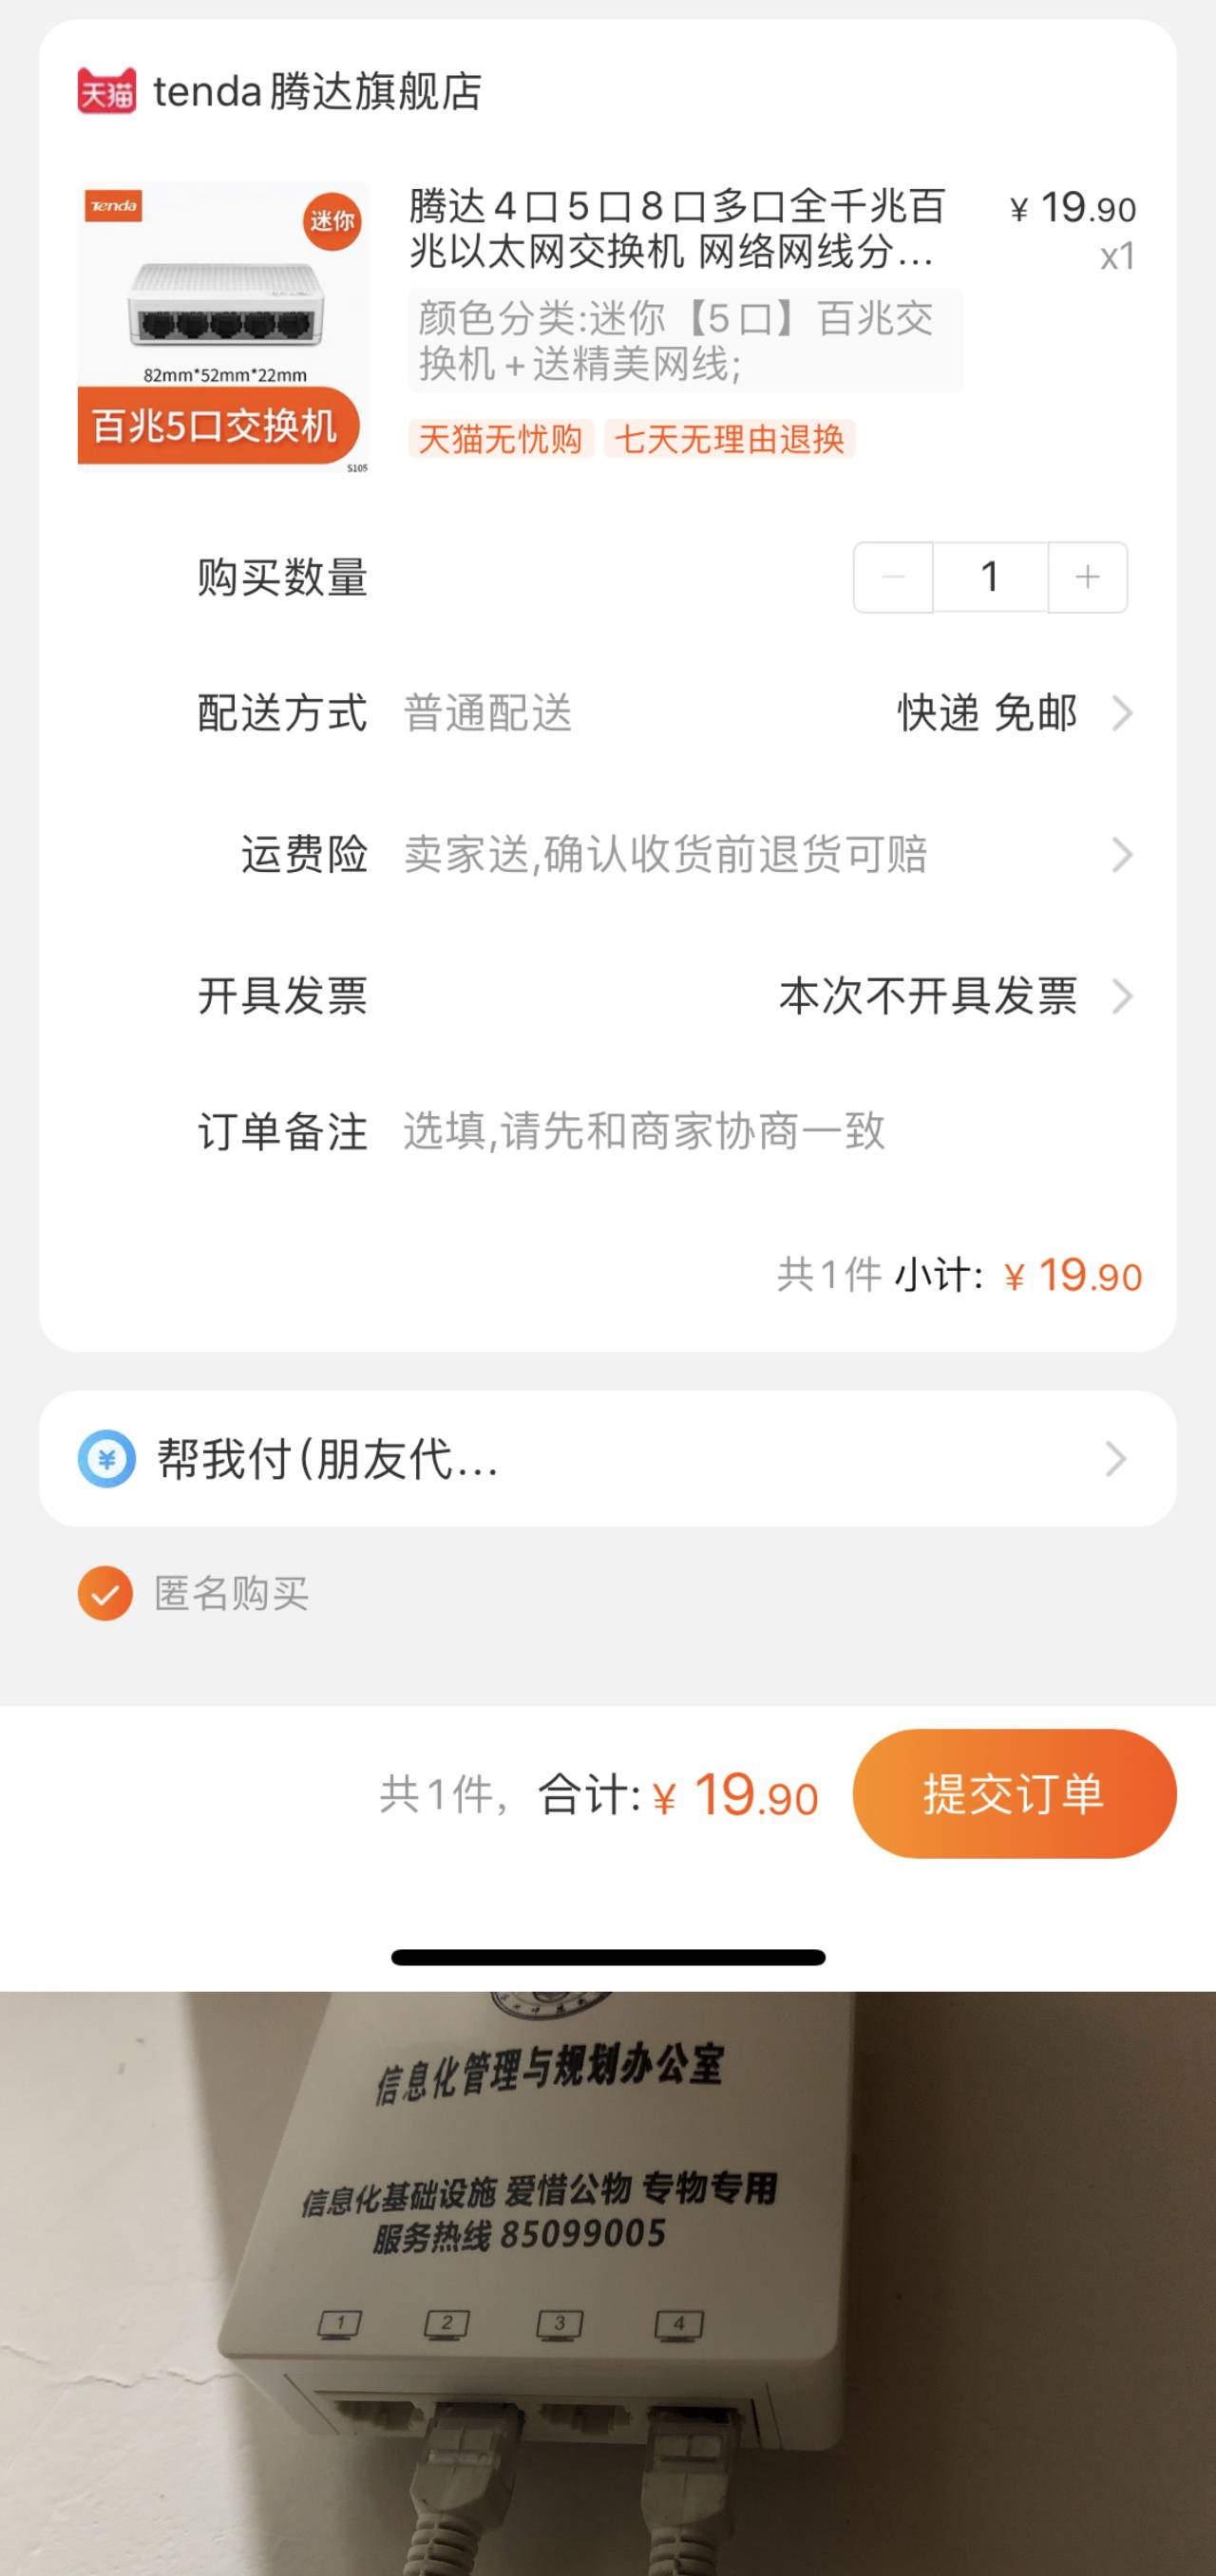 天猫 tenda腾达旗舰店
Tenda
迷你
82mm*52mm*22mm
百兆5口交换机
S105
腾达4口5口8口多口全千兆百
兆以太网交换机 网络网线分...
¥ 19.90
x1
颜色分类:迷你【5口】百兆交
换机+送精美网线;
天猫无忧购 七天无理由退换
购买数量 1
配送方式 普通配送 快递 免邮
运费险 卖家送,确认收货前退货可赔
开具发票 本次不开具发票
订单备注 选填,请先和商家协商一致
共1件 小计: ¥ 19.90
¥ 帮我付(朋友代...
匿名购买
共1件, 合计: ¥ 19.90 提交订单
信息化管理与规划办公室
信息化基础设施 爱惜公物 专物专用
服务热线 85099005
1 2 3 4